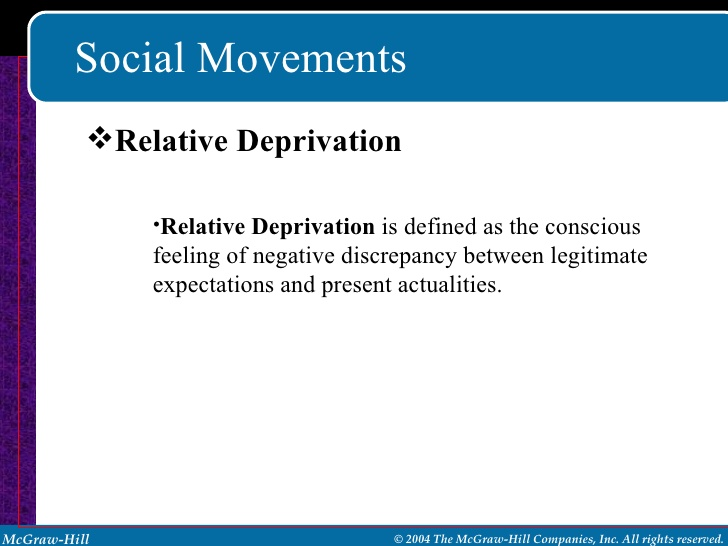 Social Movements
❖Relative Deprivation
•Relative Deprivation is defined as the conscious
feeling of negative discrepancy between legitimate
expectations and present actualities.
McGraw-Hill
© 2004 The McGraw-Hill Companies, Inc. All rights reserved.